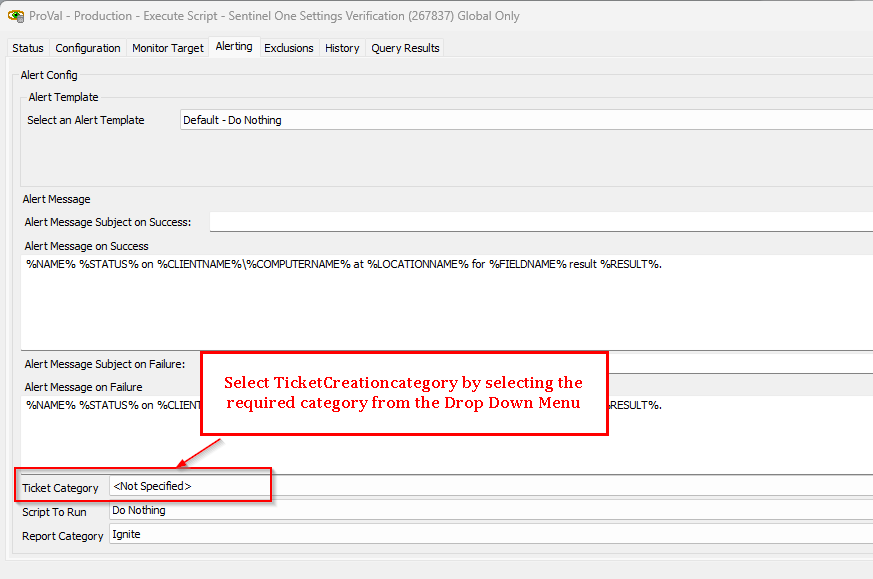 ProVal - Production - Execute Script - Sentinel One Settings Verification (267837) Global Only
Status Configuration Monitor Target Alerting Exclusions History Query Results
Alert Config
Alert Template
Select an Alert Template Default - Do Nothing
Alert Message
Alert Message Subject on Success:
Alert Message on Success
%NAME% %STATUS% on %CLIENTNAME%\%COMPUTERNAME% at %LOCATIONNAME% for %FIELDNAME% result %RESULT%.
Alert Message Subject on Failure:
Select TicketCreationcategory by selecting the
required category from the Drop Down Menu
Alert Message on Failure
%NAME% %STATUS% on %CLIENT RESULT%.
Ticket Category <Not Specified>
Script To Run Do Nothing
Report Category Ignite